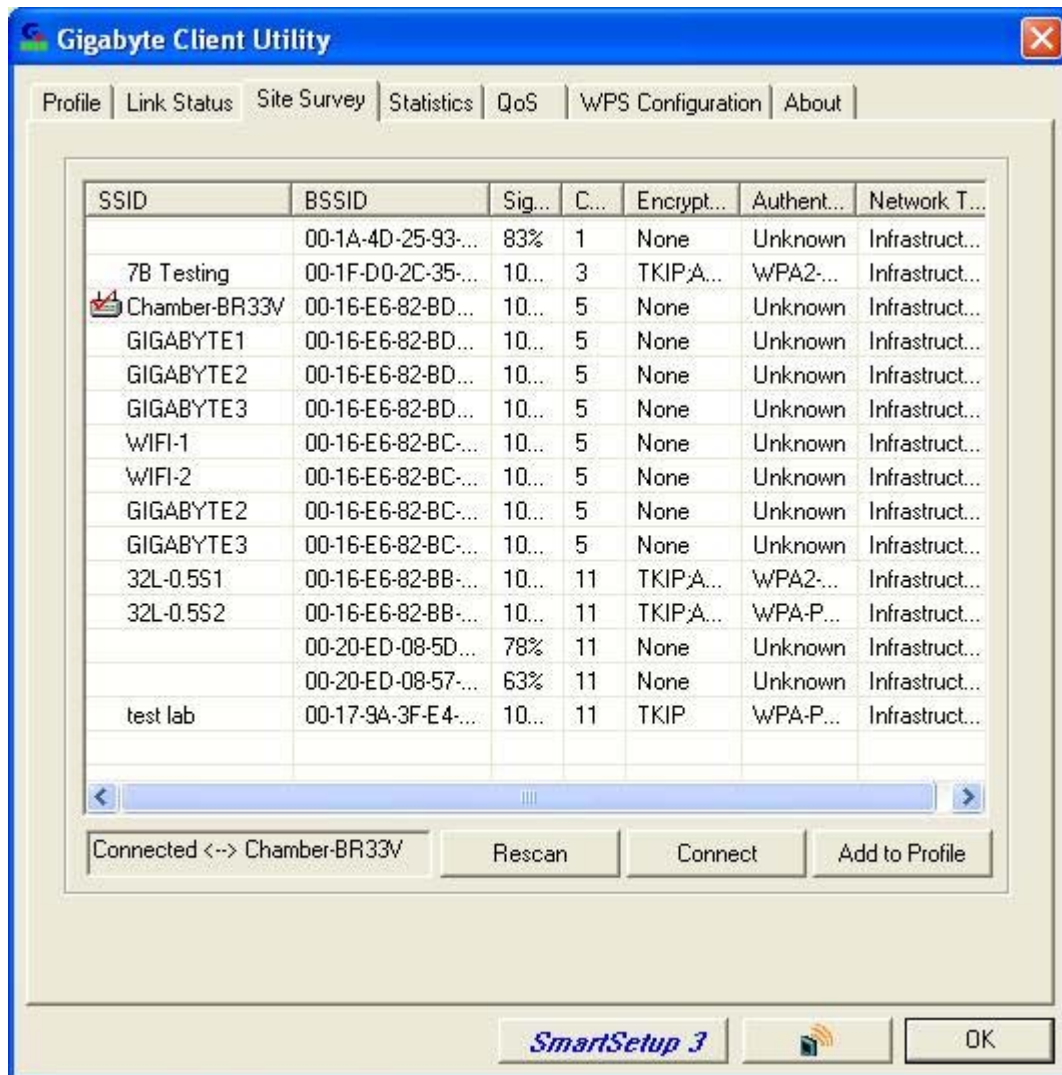 Gigabyte Client Utility
Profile Link Status Site Survey Statistics QoS WPS Configuration About
SSID BSSID Sig... C... Encrypt... Authent... Network T...
00-1A-4D-25-93-... 83% 1 None Unknown Infrastruct...
7B Testing 00-1F-D0-2C-35-... 10... 3 TKIP;A... WPA2-... Infrastruct...
Chamber-BR33V 00-16-E6-82-BD... 10... 5 None Unknown Infrastruct...
GIGABYTE1 00-16-E6-82-BD... 10... 5 None Unknown Infrastruct...
GIGABYTE2 00-16-E6-82-BD... 10... 5 None Unknown Infrastruct...
GIGABYTE3 00-16-E6-82-BD... 10... 5 None Unknown Infrastruct...
WIFI-1 00-16-E6-82-BC-... 10... 5 None Unknown Infrastruct...
WIFI-2 00-16-E6-82-BC-... 10... 5 None Unknown Infrastruct...
GIGABYTE2 00-16-E6-82-BC-... 10... 5 None Unknown Infrastruct...
GIGABYTE3 00-16-E6-82-BC-... 10... 5 None Unknown Infrastruct...
32L-0.5S1 00-16-E6-82-BB-... 10... 11 TKIP;A... WPA2-... Infrastruct...
32L-0.5S2 00-16-E6-82-BB-... 10... 11 TKIP;A... WPA-P... Infrastruct...
00-20-ED-08-5D... 78% 11 None Unknown Infrastruct...
00-20-ED-08-57-... 63% 11 None Unknown Infrastruct...
test lab 00-17-9A-3F-E4-... 10... 11 TKIP WPA-P... Infrastruct...
Connected <--> Chamber-BR33V Rescan Connect Add to Profile
SmartSetup 3 OK